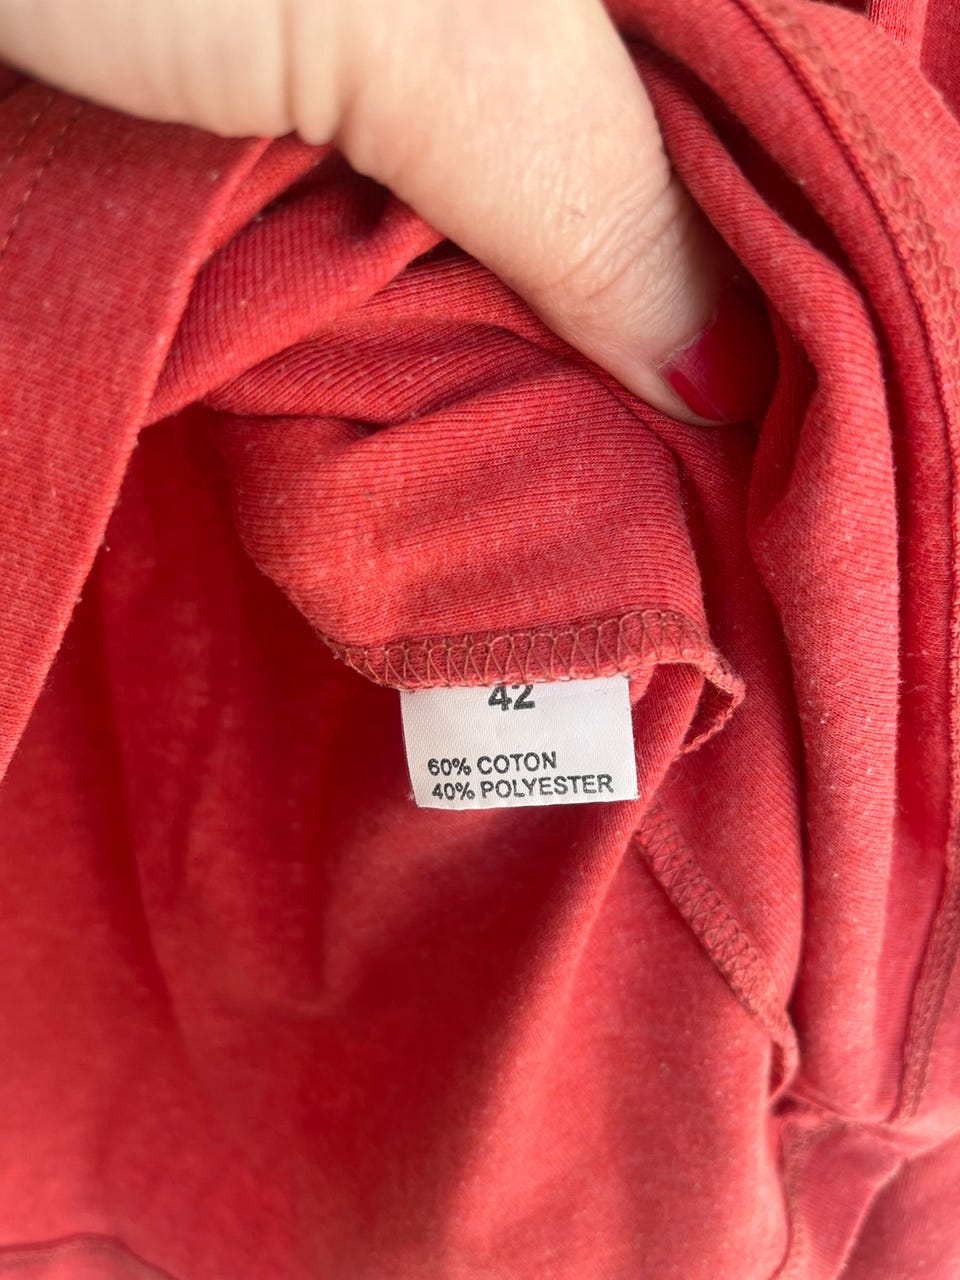 42
60% COTON
40% POLYESTER